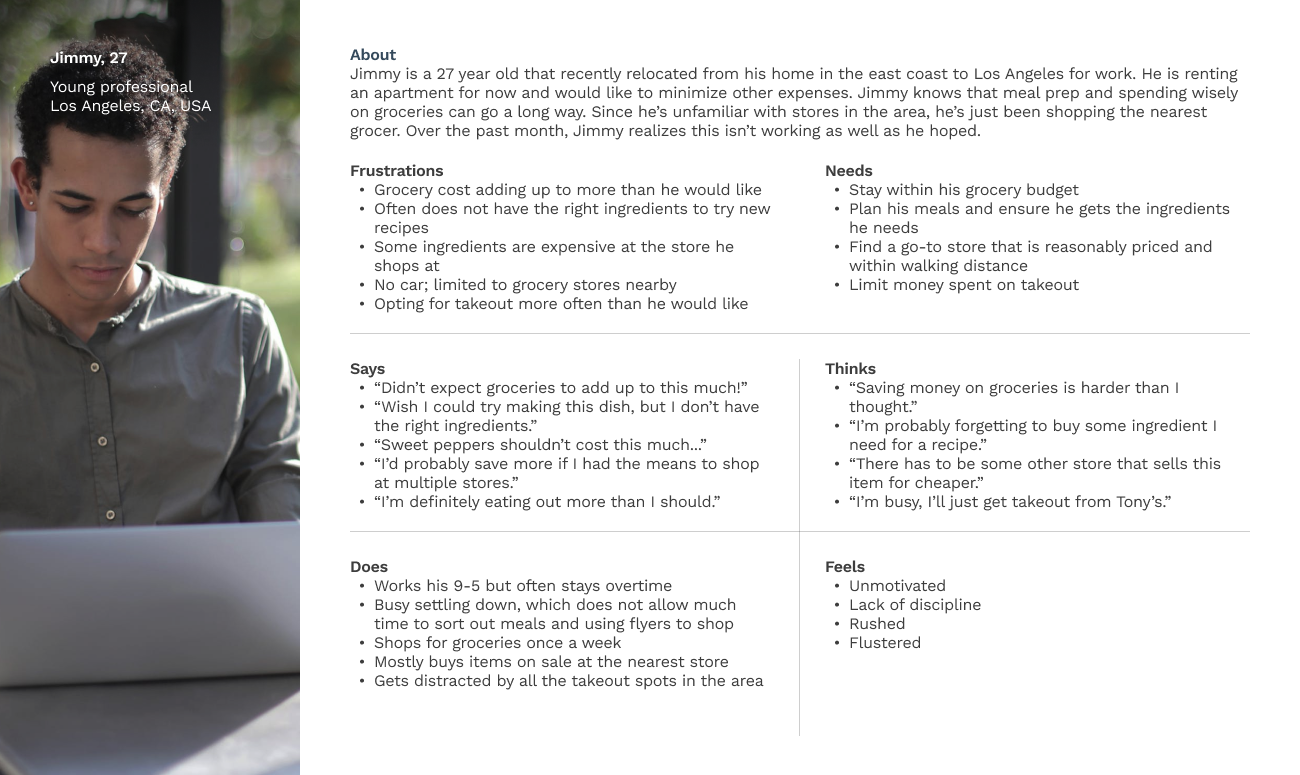 Jimmy, 27
Young professional
Los Angeles, CA, USA
About
Jimmy is a 27 year old that recently relocated from his home in the east coast to Los Angeles for work. He is renting
an apartment for now and would like to minimize other expenses. Jimmy knows that meal prep and spending wisely
on groceries can go a long way. Since he’s unfamiliar with stores in the area, he’s just been shopping the nearest
grocer. Over the past month, Jimmy realizes this isn’t working as well as he hoped.
Frustrations
• Grocery cost adding up to more than he would like
• Often does not have the right ingredients to try new
recipes
• Some ingredients are expensive at the store he
shops at
• No car; limited to grocery stores nearby
• Opting for takeout more often than he would like
Needs
• Stay within his grocery budget
• Plan his meals and ensure he gets the ingredients
he needs
• Find a go-to store that is reasonably priced and
within walking distance
• Limit money spent on takeout
Says
• “Didn’t expect groceries to add up to this much!”
• “Wish I could try making this dish, but I don’t have
the right ingredients.”
• “Sweet peppers shouldn’t cost this much...”
• “I’d probably save more if I had the means to shop
at multiple stores.”
• “I’m definitely eating out more than I should.”
Thinks
• “Saving money on groceries is harder than I
thought.”
• “I’m probably forgetting to buy some ingredient I
need for a recipe.”
• “There has to be some other store that sells this
item for cheaper.”
• “I’m busy, I’ll just get takeout from Tony’s.”
Does
• Works his 9-5 but often stays overtime
• Busy settling down, which does not allow much
time to sort out meals and using flyers to shop
• Shops for groceries once a week
• Mostly buys items on sale at the nearest store
• Gets distracted by all the takeout spots in the area
Feels
• Unmotivated
• Lack of discipline
• Rushed
• Flustered